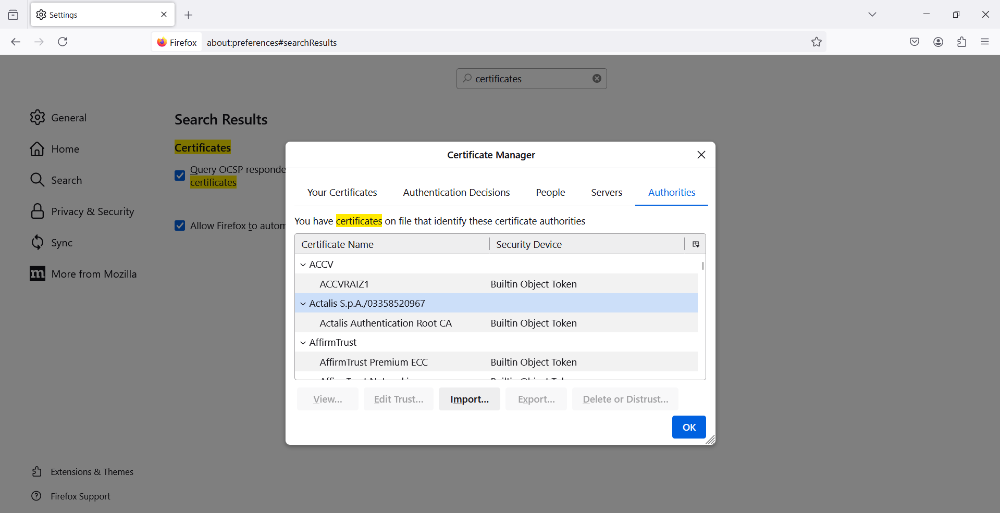 Settings
Firefox about:preferences#searchResults
certificates
General
Home
Search
Privacy & Security
Sync
More from Mozilla
Extensions & Themes
Firefox Support
Search Results
Certificates
Query OCSP responde
certificates
Allow Firefox to autom
Certificate Manager
Your Certificates Authentication Decisions People Servers Authorities
You have certificates on file that identify these certificate authorities
Certificate Name Security Device
ACCV
ACCVRAIZ1 Builtin Object Token
Actalis S.p.A./03358520967
Actalis Authentication Root CA Builtin Object Token
AffirmTrust
AffirmTrust Premium ECC Builtin Object Token
View... Edit Trust... Import... Export... Delete or Distrust...
OK